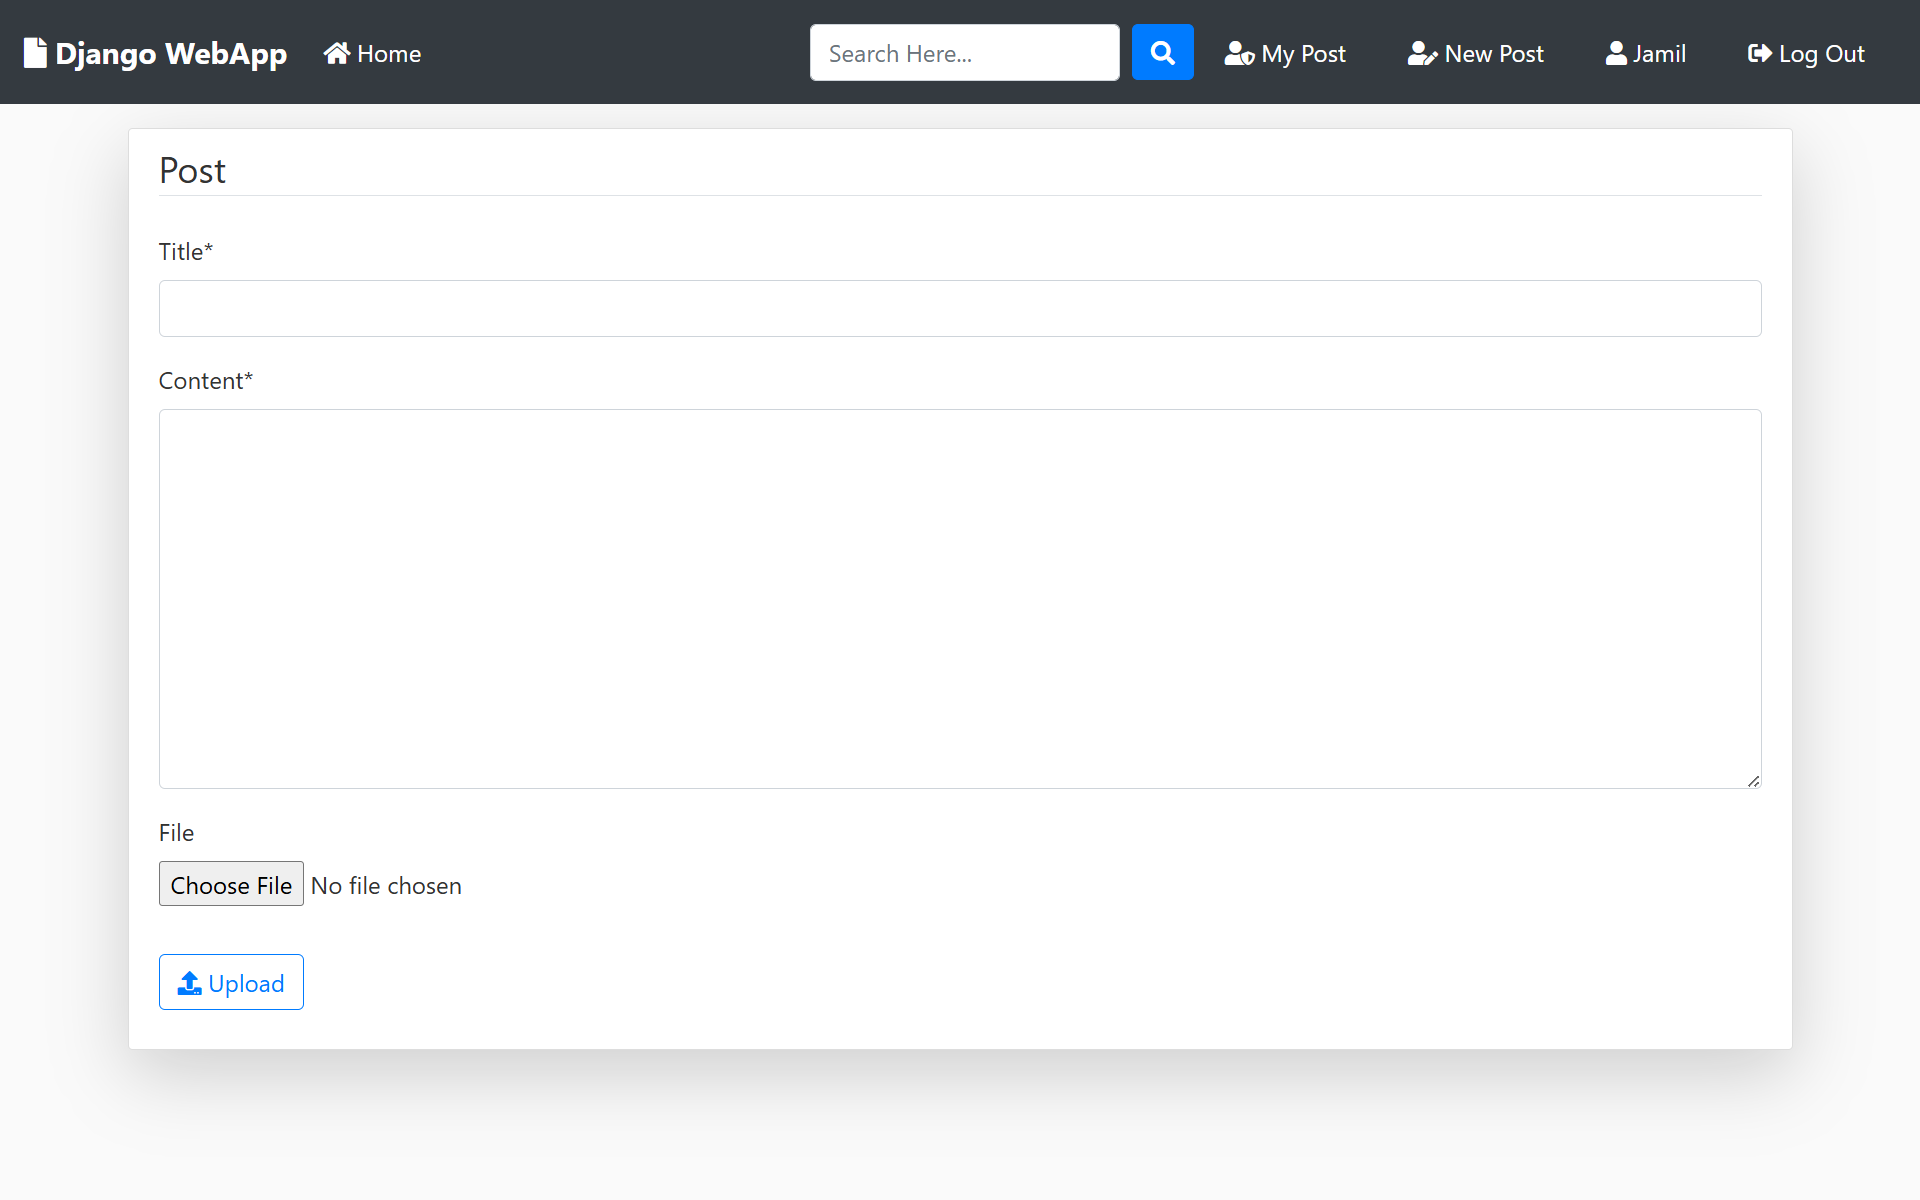 Django WebApp Home Search Here... My Post New Post Jamil Log Out
Post
Title*
Content*
File
Choose File No file chosen
Upload